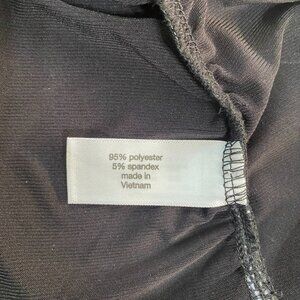 95% polyester
5% spandex
made in
Vietnam